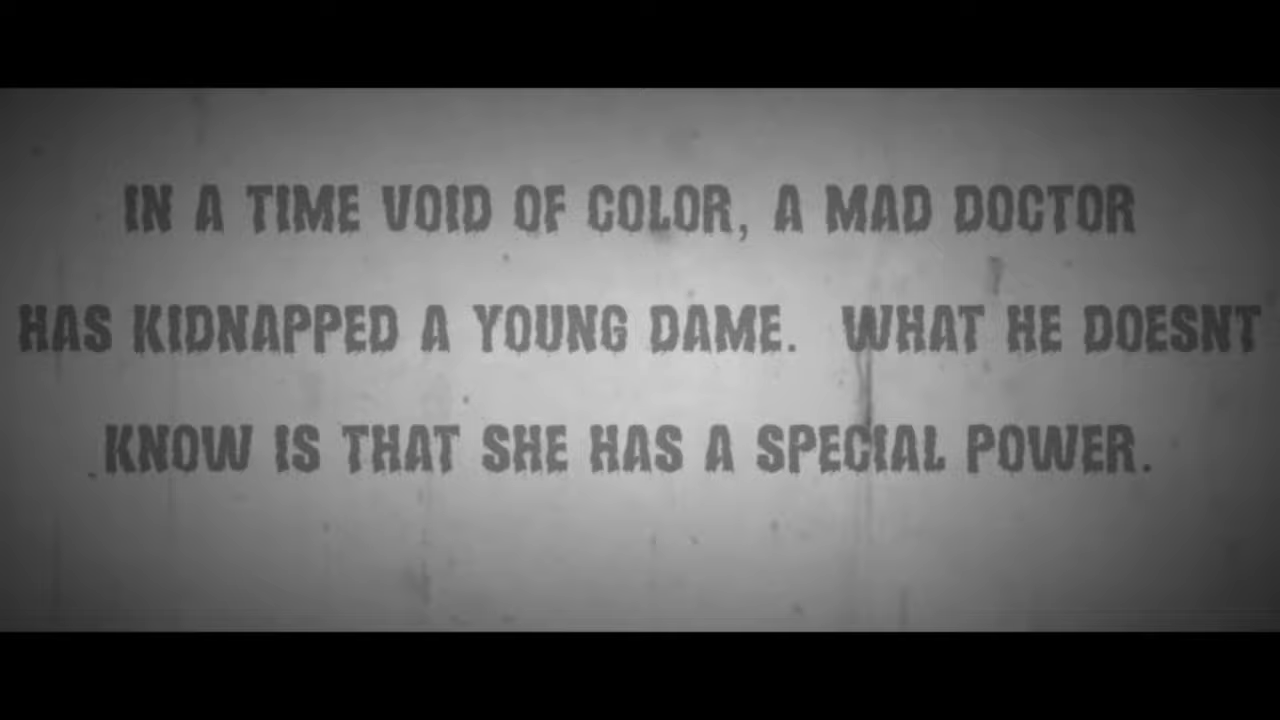 IN A TIME VOID OF COLOR, A MAD DOCTOR
HAS KIDNAPPED A YOUNG DAME. WHAT HE DOESNT
KNOW IS THAT SHE HAS A SPECIAL POWER.